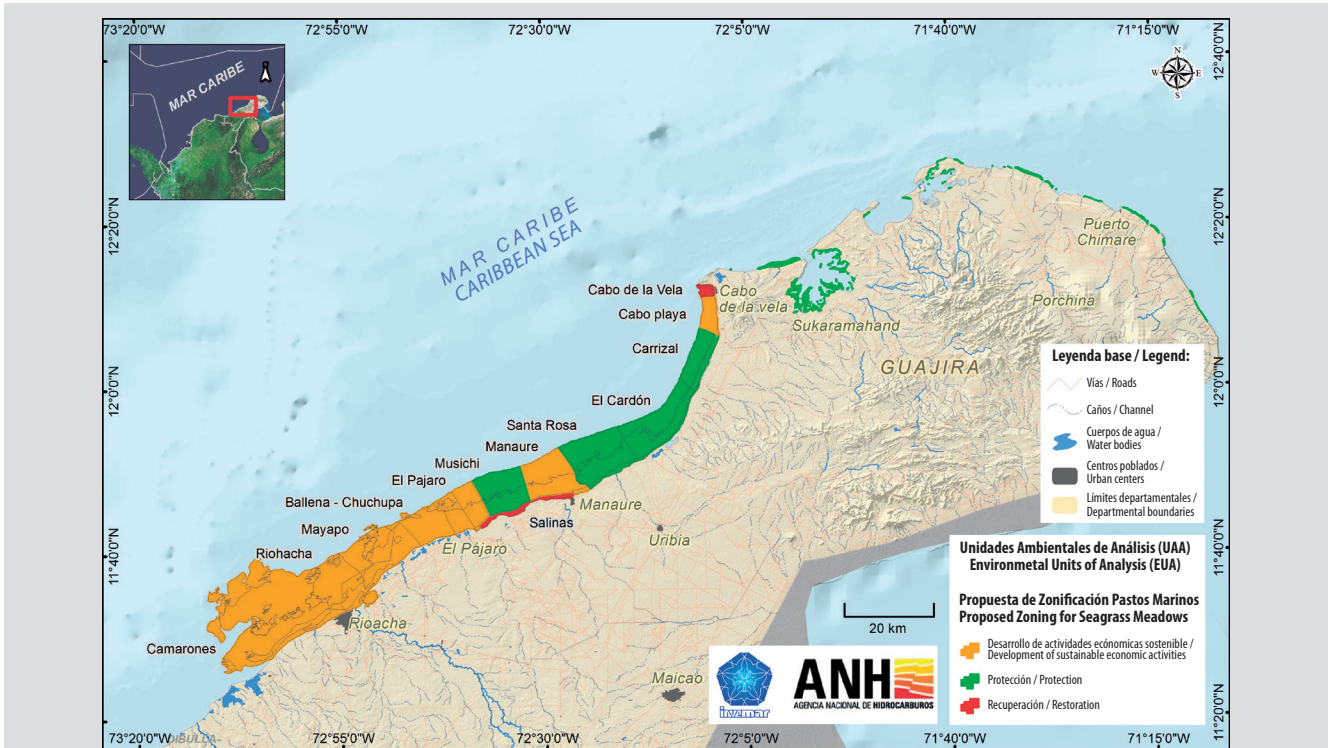 73°20'0"W
72°55'0"W
72°30'0"W
72°5'0"W
71°40'0"W
71°15'0"W
12°40'0"N
12°20'0"N
12°0'0"N
11°40'0"N
11°20'0"N
12°20'0"N
12°0'0"N
11°40'0"N
MAR CARIBE
N
N
W
E
S
MAR CARIBE
CARIBBEAN SEA
Puerto
Chimare
Cabo de la Vela
Cabo
de la vela
Cabo playa
Porchina
Sukaramahand
Carrizal
GUAJIRA
El Cardón
Santa Rosa
Manaure
Musichi
El Pajaro
Ballena - Chuchupa
Manaure
Salinas
Mayapo
Uribia
El Pájaro
Riohacha
Rioacha
Camarones
Maicao
DIBULLA
Leyenda base / Legend:
Vías / Roads
Caños / Channel
Cuerpos de agua /
Water bodies
Centros poblados /
Urban centers
Límites departamentales /
Departmental boundaries
Unidades Ambientales de Análisis (UAA)
Environmetal Units of Analysis (EUA)
Propuesta de Zonificación Pastos Marinos
Proposed Zoning for Seagrass Meadows
Desarrollo de actividades económicas sostenible /
Development of sustainable economic activities
Protección / Protection
Recuperación / Restoration
20 km
invemar
ANH
AGENCIA NACIONAL DE HIDROCARBUROS
73°20'0"W
72°55'0"W
72°30'0"W
72°5'0"W
71°40'0"W
71°15'0"W